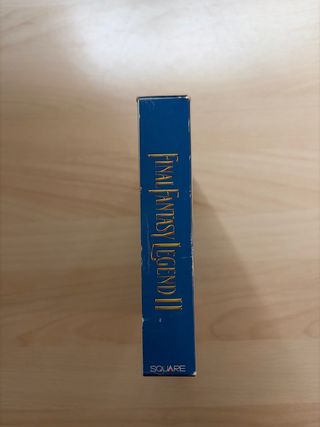 FINAL FANTASY LEGEND II
SQUARE